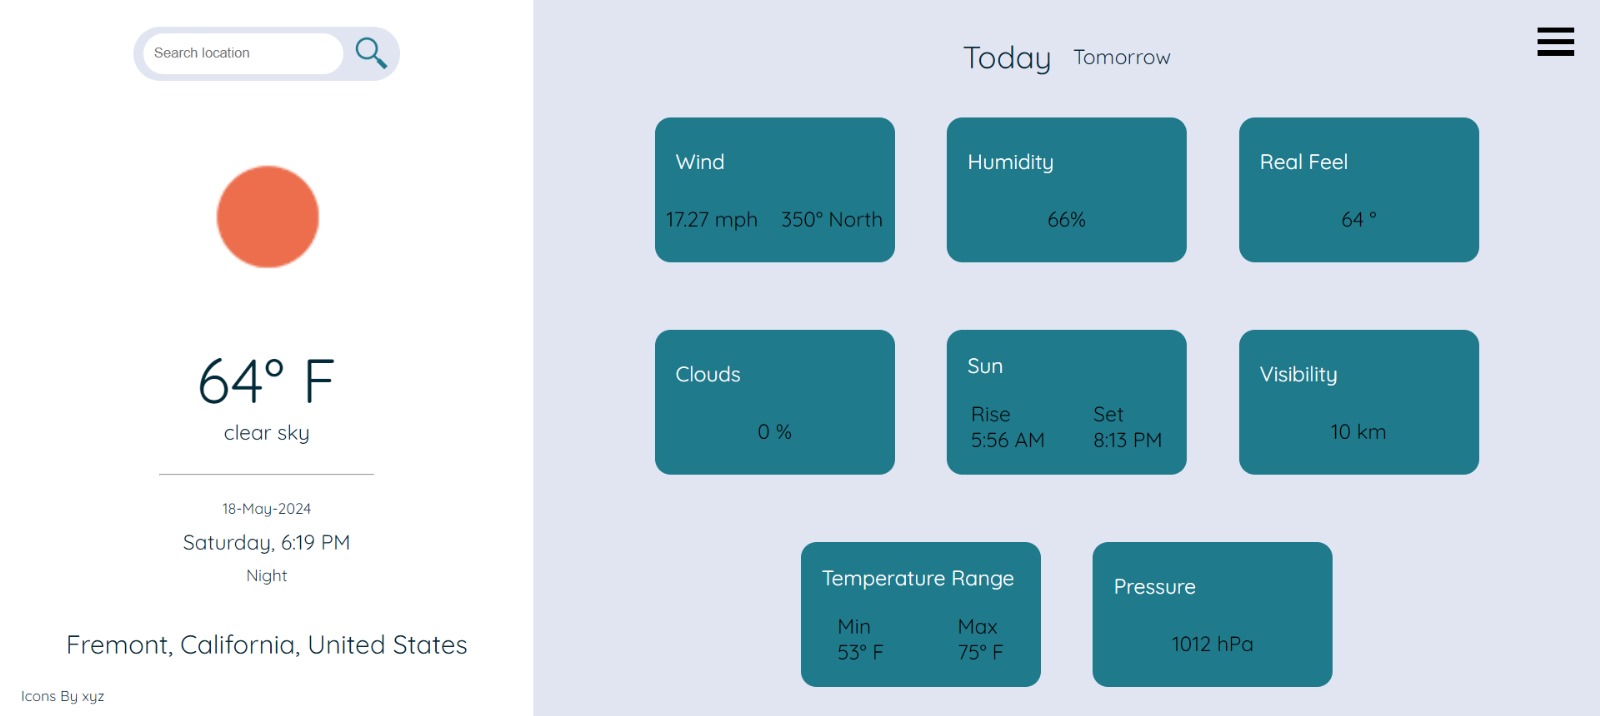 Search location
64° F
clear sky
18-May-2024
Saturday, 6:19 PM
Night
Fremont, California, United States
Icons By xyz
Today Tomorrow
Wind
17.27 mph 350° North
Humidity
66%
Real Feel
64 °
Clouds
0 %
Sun
Rise Set
5:56 AM 8:13 PM
Visibility
10 km
Temperature Range
Min Max
53° F 75° F
Pressure
1012 hPa